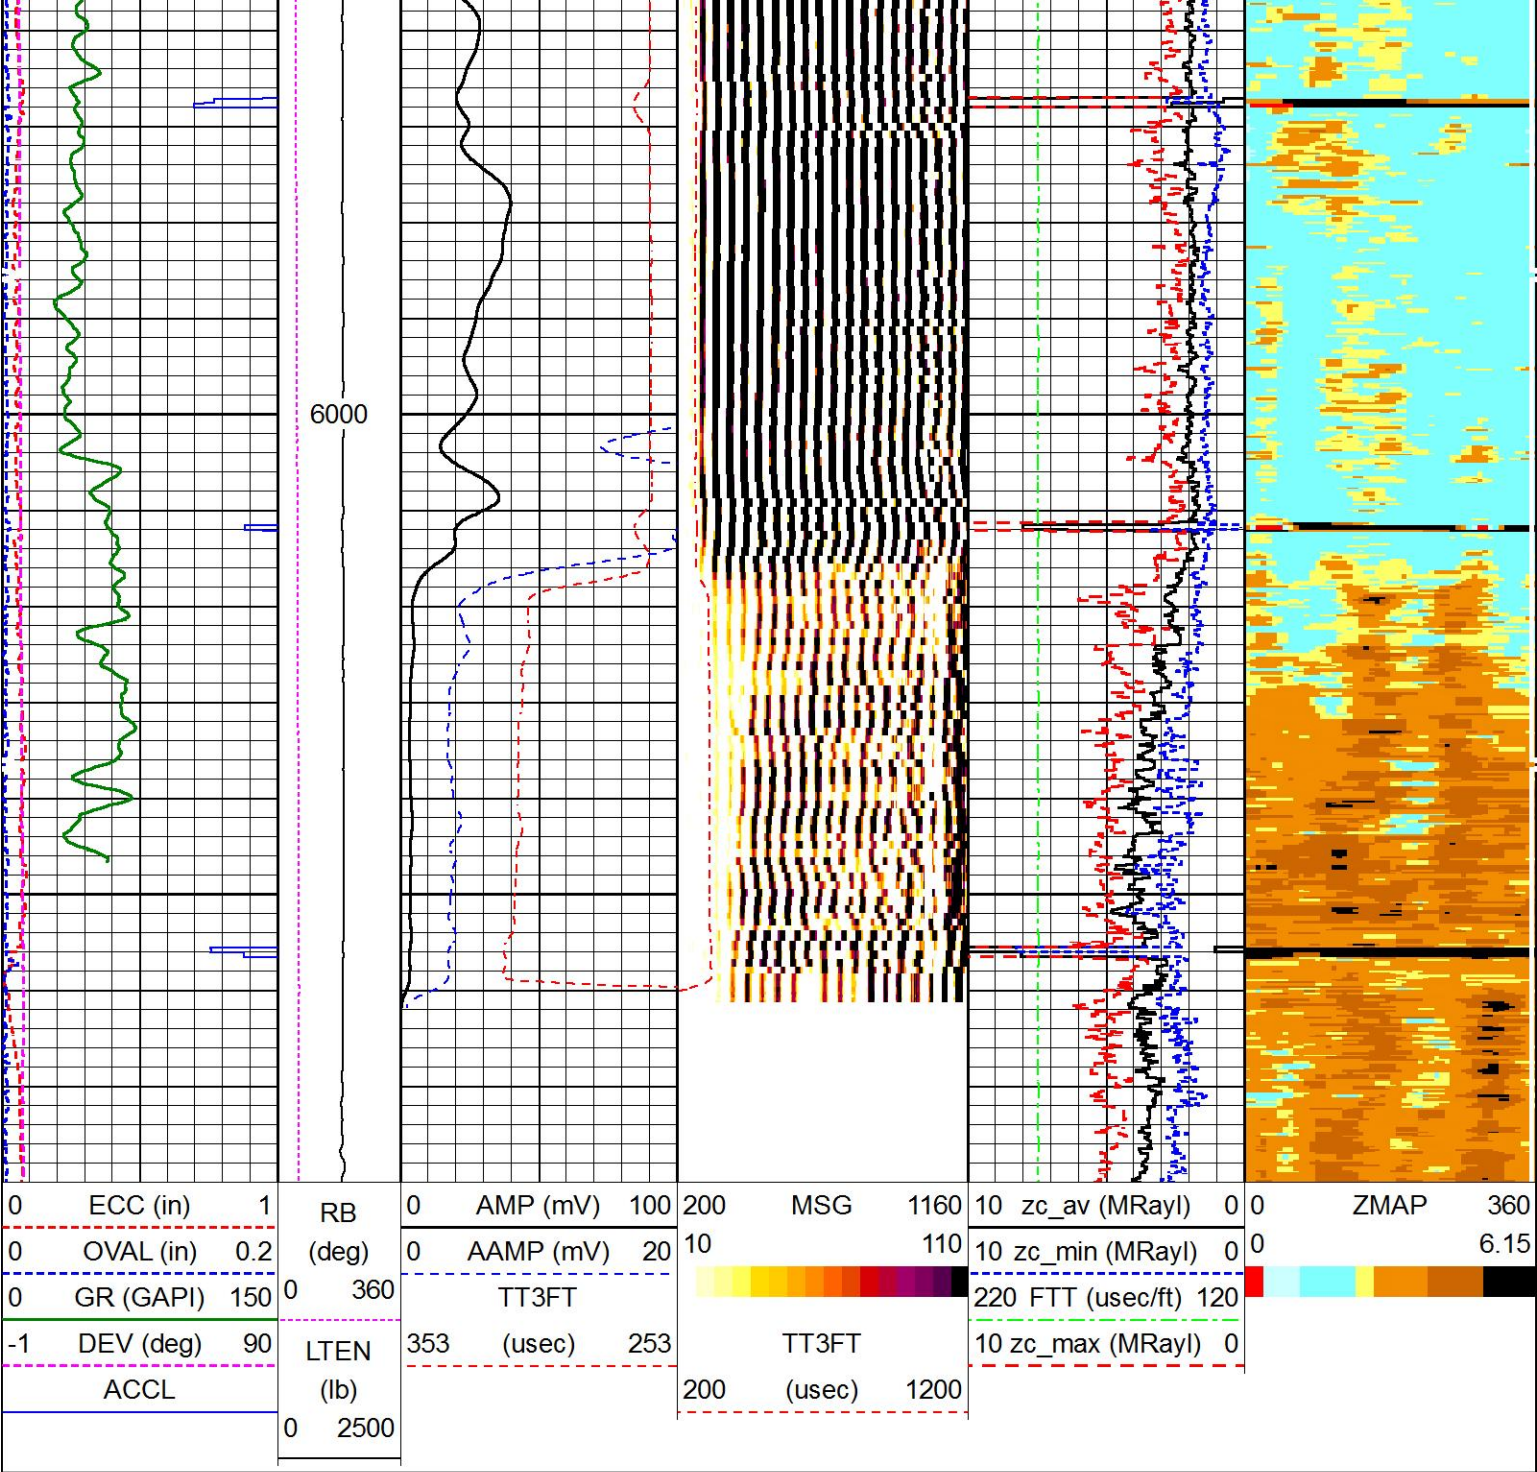 6000
0 ECC (in) 1
0 OVAL (in) 0.2
0 GR (GAPI) 150
-1 DEV (deg) 90
ACCL
RB
(deg)
0 360
LTEN
(lb)
0 2500
0 AMP (mV) 100
0 AAMP (mV) 20
TT3FT
353 (usec) 253
200 MSG 1160
10 110
TT3FT
200 (usec) 1200
10 zc_av (MRayl) 0
10 zc_min (MRayl) 0
220 FTT (usec/ft) 120
10 zc_max (MRayl) 0
0 ZMAP 360
0 6.15